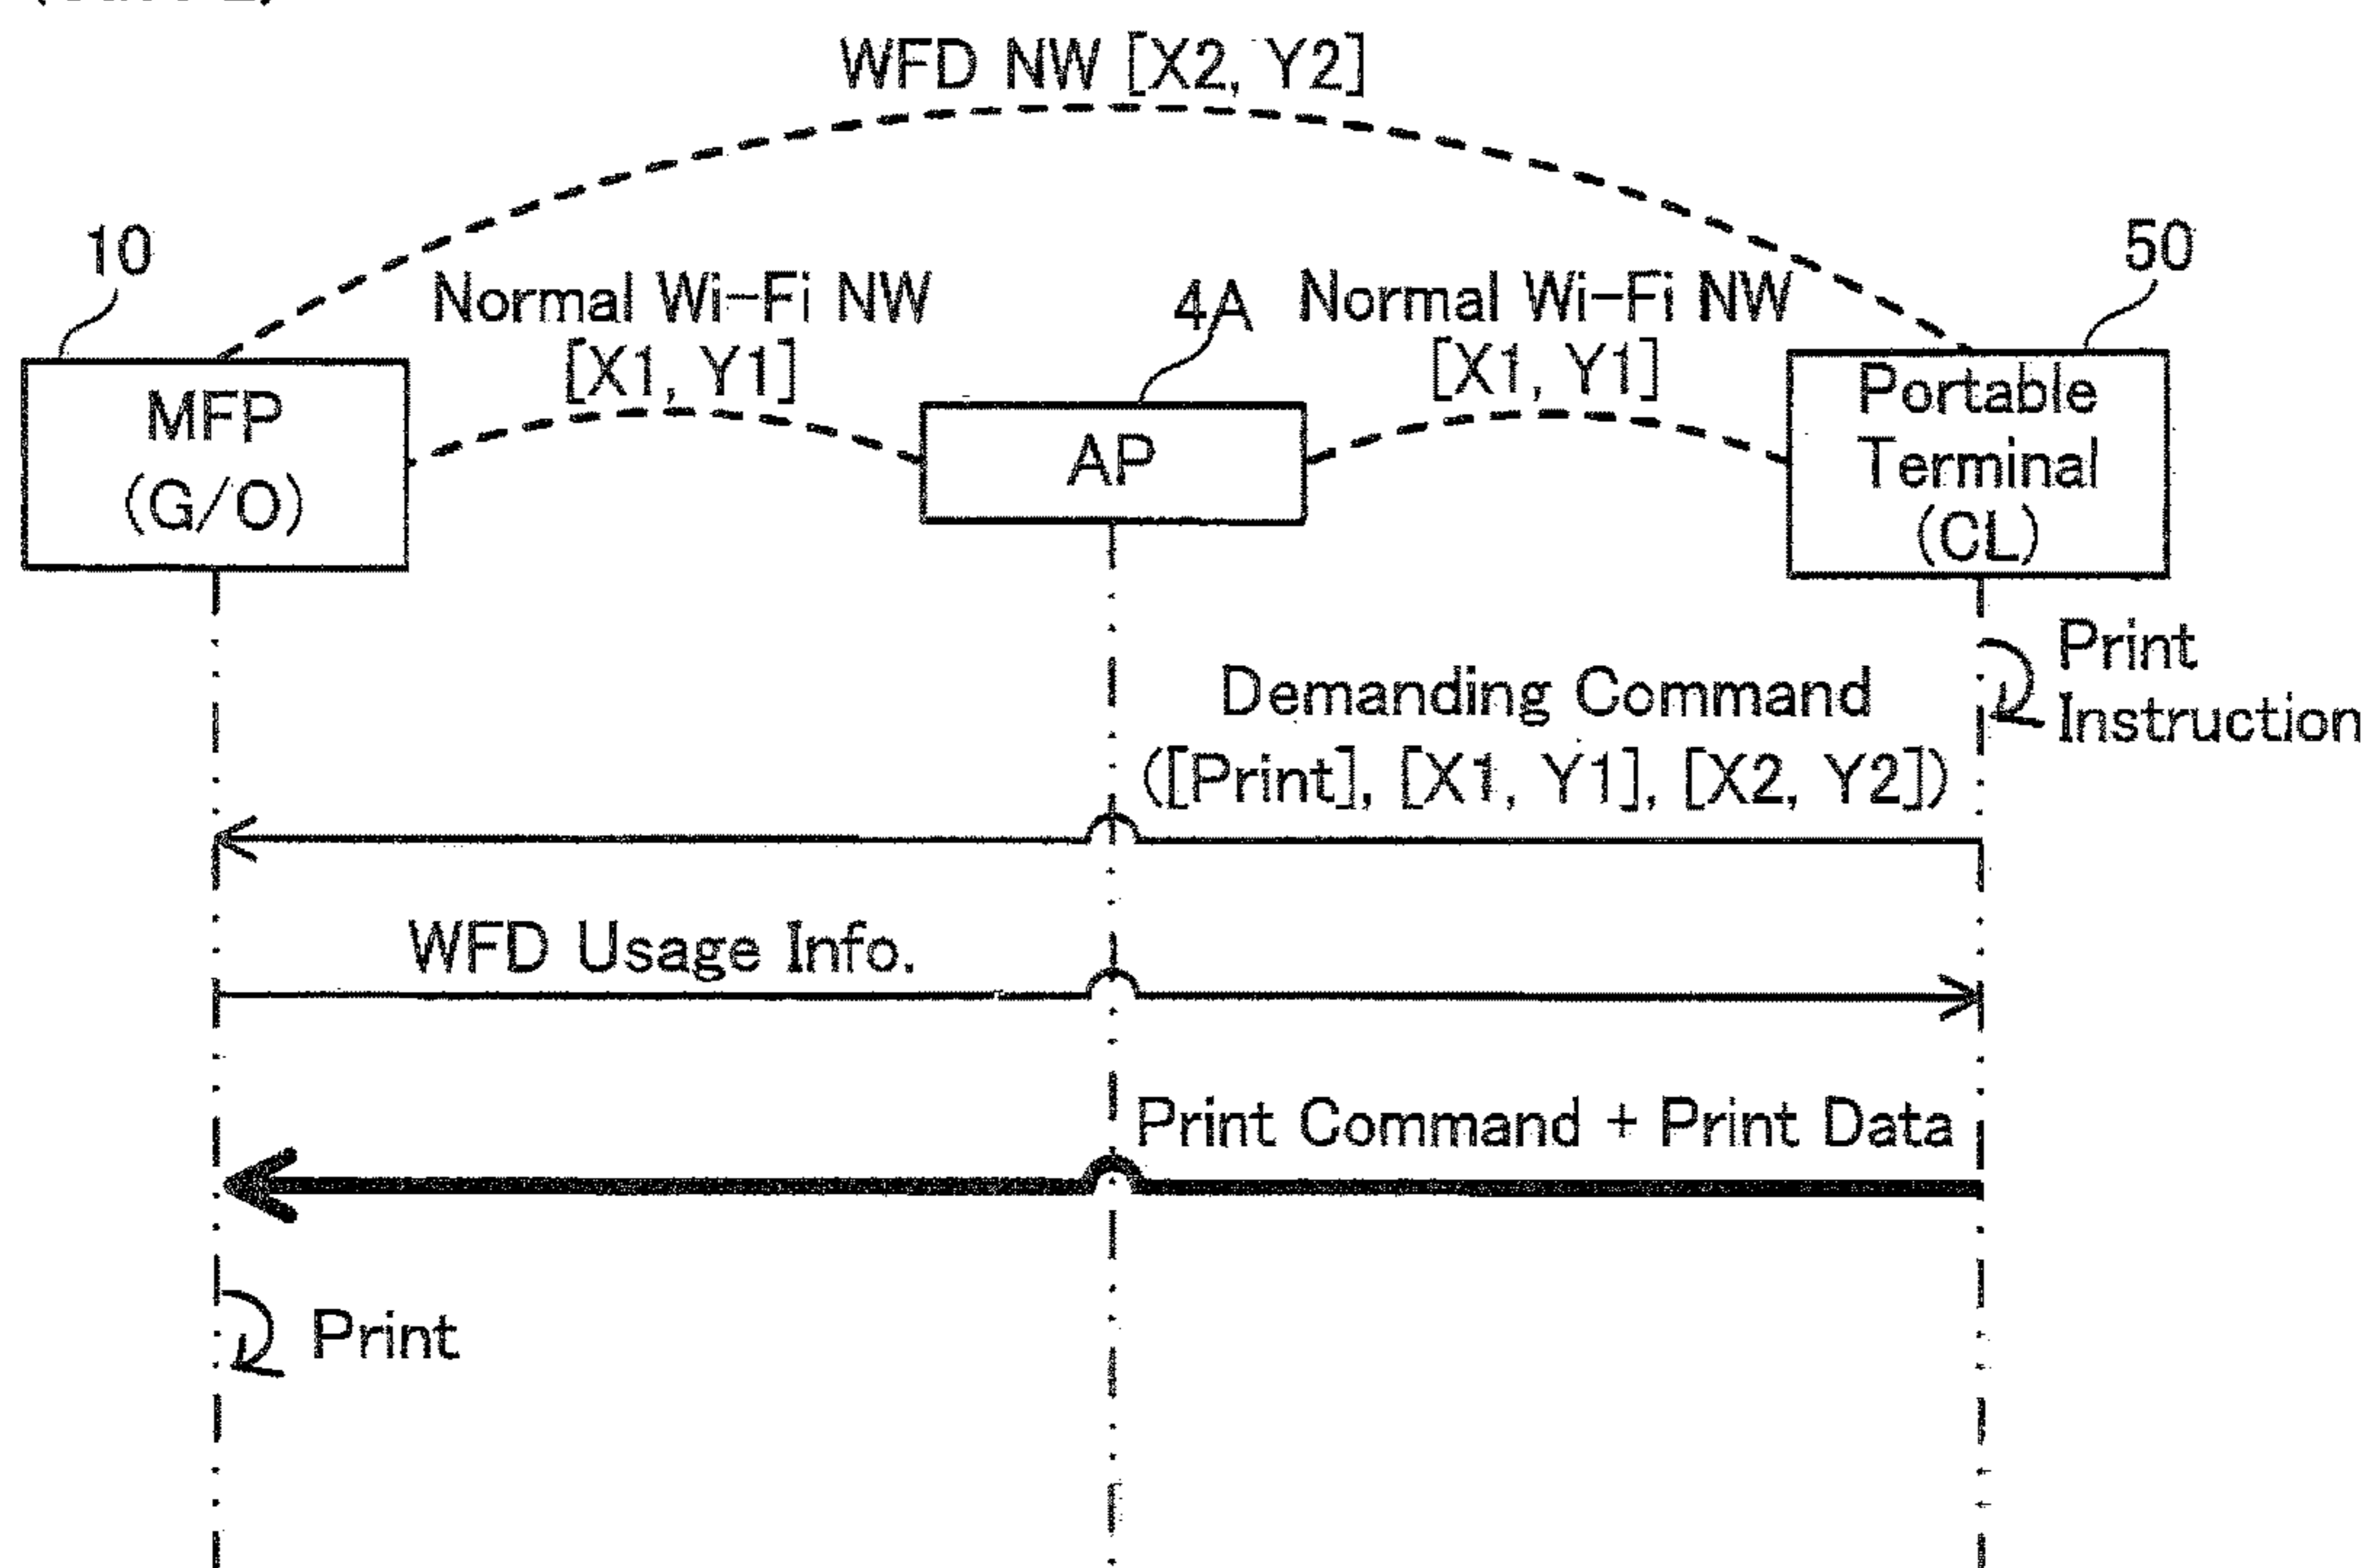 WFD NW [X2, Y2]
10
50
Normal Wi-Fi NW
[X1, Y1]
4A
Normal Wi-Fi NW
[X1, Y1]
MFP
(G/O)
AP
Portable
Terminal
(CL)
Print
Instruction
Demanding Command
([Print], [X1, Y1], [X2, Y2])
WFD Usage Info.
Print Command + Print Data
Print